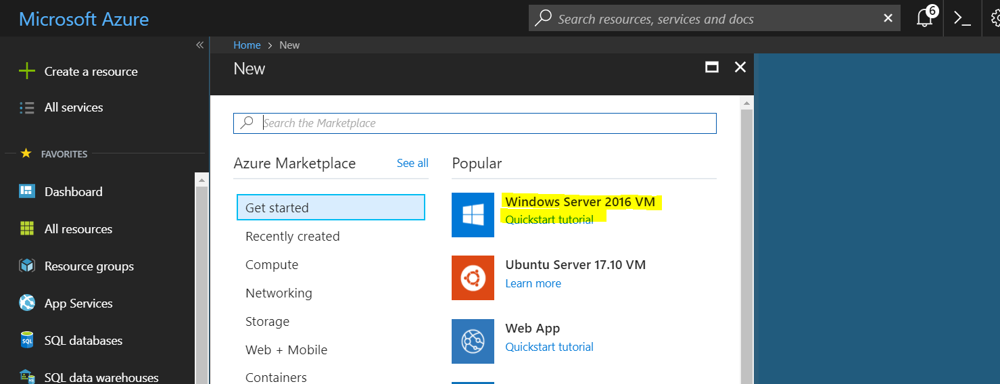 Microsoft Azure
Search resources, services and docs
6
Home > New
Create a resource
All services
FAVORITES
Dashboard
All resources
Resource groups
App Services
SQL
SQL databases
SQL data warehouses
New
Search the Marketplace
Azure Marketplace
See all
Get started
Recently created
Compute
Networking
Storage
Web + Mobile
Containers
Popular
Windows Server 2016 VM
Quickstart tutorial
Ubuntu Server 17.10 VM
Learn more
Web App
Quickstart tutorial